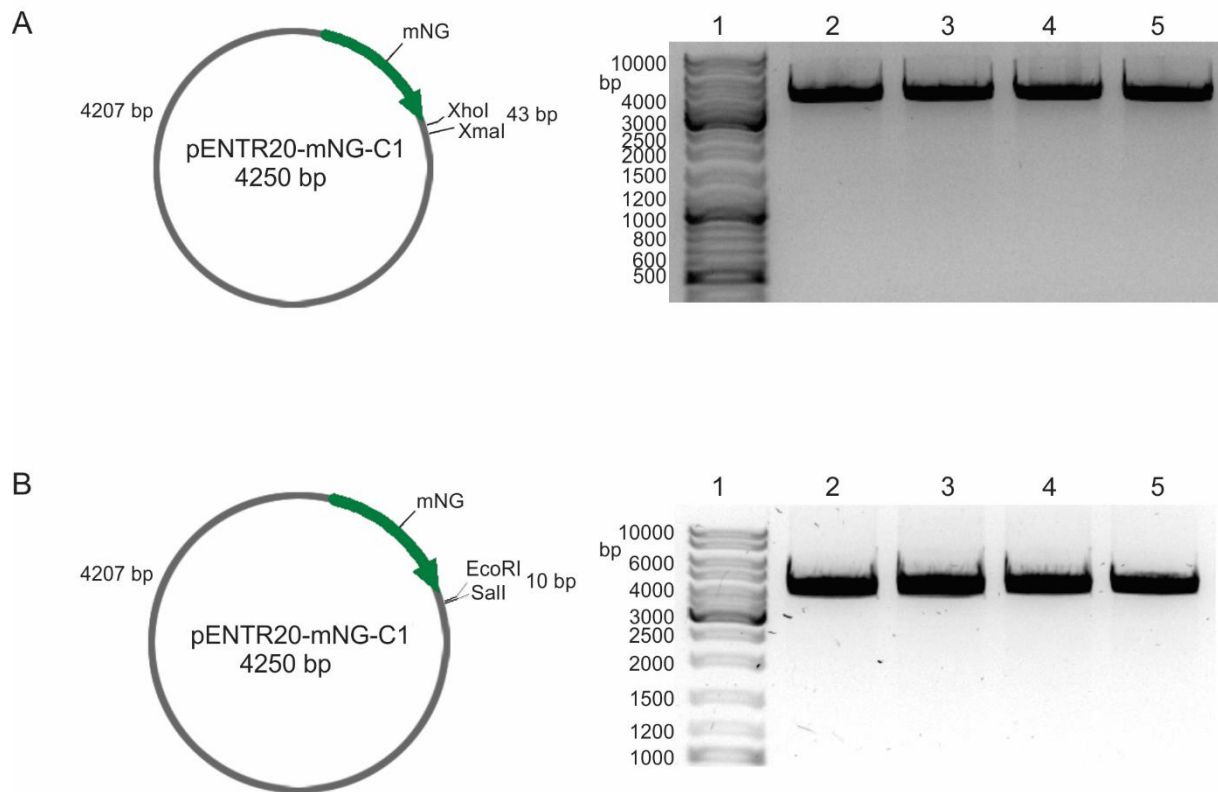 A
mNG
4207 bp
XhoI 43 bp
XmaI
pENTR20-mNG-C1
4250 bp
1 2 3 4 5
10000
bp
4000
3000
2500
2000
1500
1200
1000
800
600
500
B
mNG
4207 bp
EcoRI 10 bp
SalI
pENTR20-mNG-C1
4250 bp
1 2 3 4 5
10000
bp
6000
4000
3000
2500
2000
1500
1200
1000